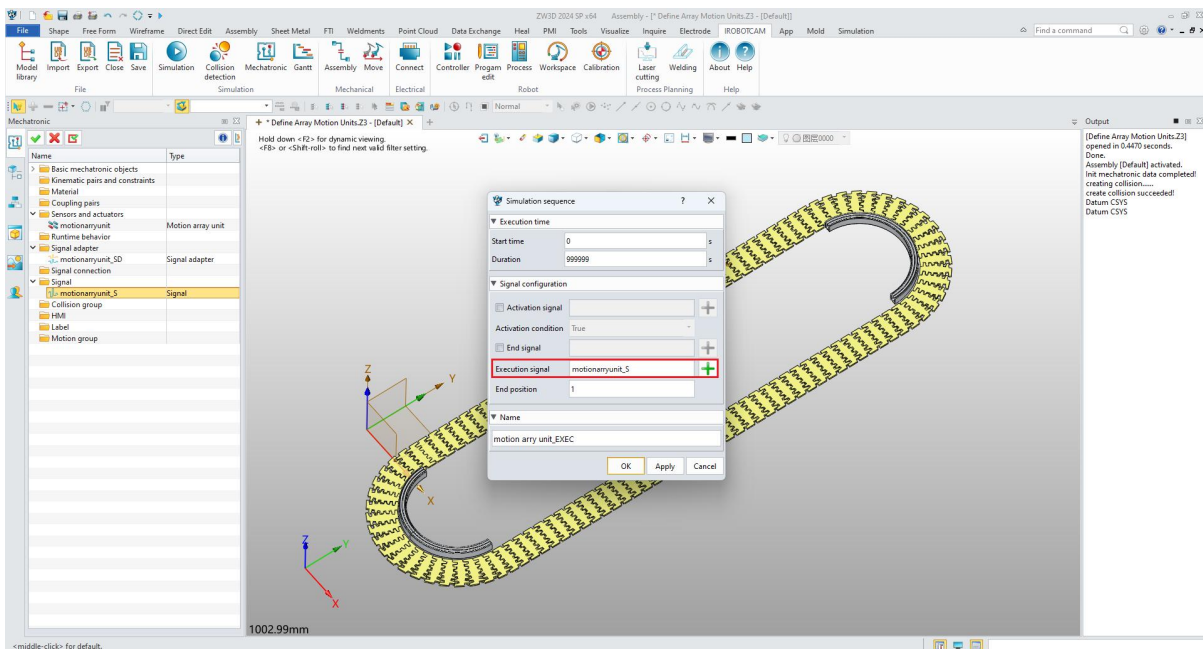 ZW3D 2024 SP x64 Assembly - [* Define Array Motion Units.Z3 - [Default]]
File Shape Free Form Wireframe Direct Edit Assembly Sheet Metal FTI Weldments Point Cloud Data Exchange Heal PMI Tools Visualize Inquire Electrode IROBOTCAM App Mold Simulation Find a command
Model library Import Export Close Save Simulation Collision detection Mechatronic Gantt Assembly Move Connect Controller Progam edit Process Workspace Calibration Laser cutting Welding About Help
File Simulation Mechanical Electrical Robot Process Planning Help
Normal
Mechatronic
+ * Define Array Motion Units.Z3 - [Default] × +
Output
Hold down <F2> for dynamic viewing.
<F8> or <Shift-roll> to find next valid filter setting.
图层0000
[Define Array Motion Units.Z3]
opened in 0.4470 seconds.
Done.
Assembly [Default] activated.
Init mechatronic data completed!
creating collision......
create collision succeeded!
Datum CSYS
Datum CSYS
Name Type
Basic mechatronic objects
Kinematic pairs and constraints
Material
Coupling pairs
Sensors and actuators
motionarryunit Motion array unit
Runtime behavior
Signal adapter
motionarryunit_SD Signal adapter
Signal connection
Signal
motionarryunit_S Signal
Collision group
HMI
Label
Motion group
Simulation sequence ? ×
Execution time
Start time 0 s
Duration 999999 s
Signal configuration
Activation signal
Activation condition True
End signal
Execution signal motionarryunit_S
End position 1
Name
motion arry unit_EXEC
OK Apply Cancel
Z
Y
X
Z
Y
X
1002.99mm
<middle-click> for default.